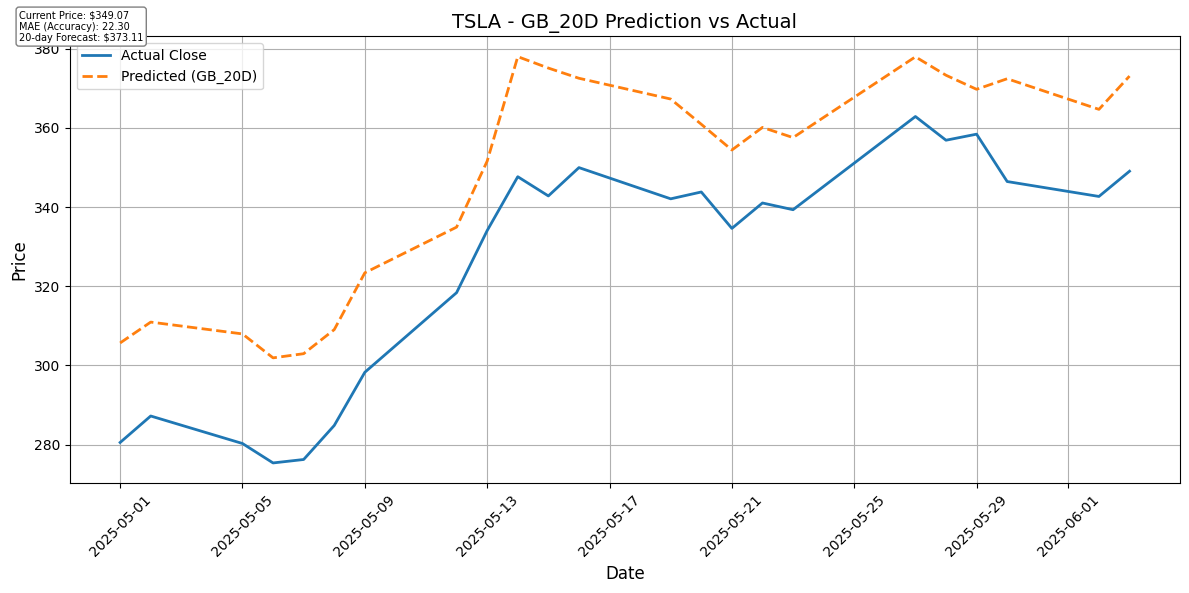 TSLA - GB_20D Prediction vs Actual
Current Price: $349.07
MAE (Accuracy): 22.30
20-day Forecast: $373.11
Actual Close
Predicted (GB_20D)
380
360
340
320
300
280
Price
2025-05-01
2025-05-05
2025-05-09
2025-05-13
2025-05-17
2025-05-21
2025-05-25
2025-05-29
2025-06-01
Date